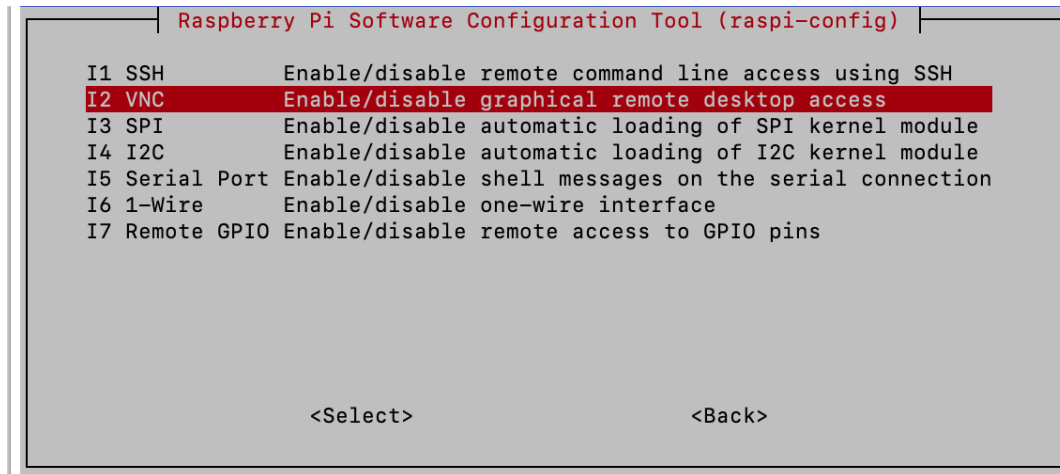 Raspberry Pi Software Configuration Tool (raspi-config)
I1 SSH Enable/disable remote command line access using SSH
I2 VNC Enable/disable graphical remote desktop access
I3 SPI Enable/disable automatic loading of SPI kernel module
I4 I2C Enable/disable automatic loading of I2C kernel module
I5 Serial Port Enable/disable shell messages on the serial connection
I6 1-Wire Enable/disable one-wire interface
I7 Remote GPIO Enable/disable remote access to GPIO pins
<Select> <Back>